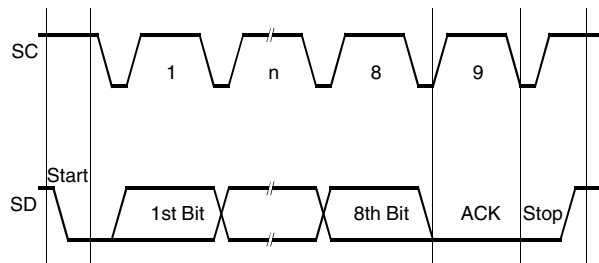 SC
1 n 8 9
Start
SD
1st Bit 8th Bit ACK Stop